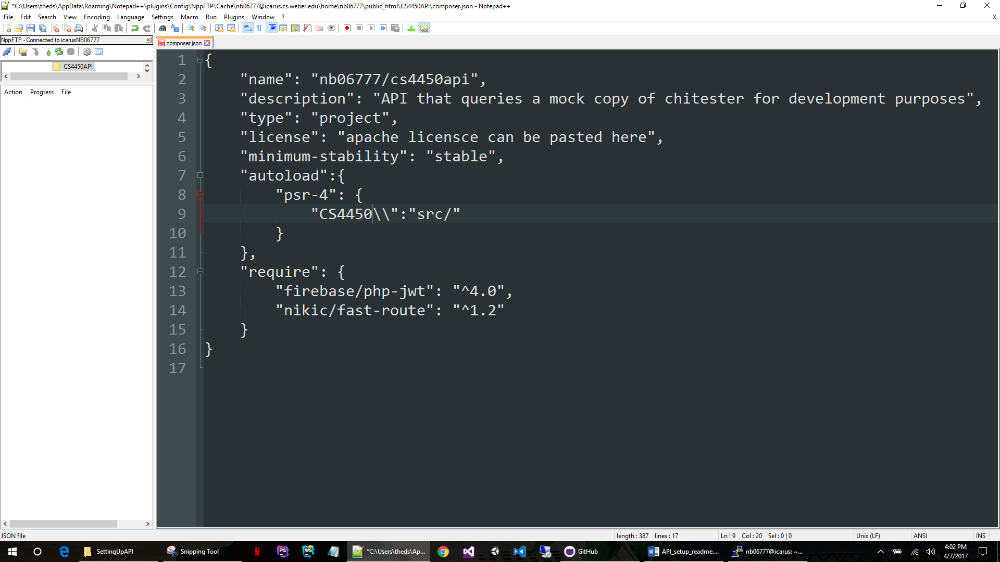 *C:\Users\theds\AppData\Roaming\Notepad++\plugins\Config\NppFTP\Cache\nb06777@icarus.cs.weber.edu\home\nb06777\public_html\CS4450API\composer.json - Notepad++
File Edit Search View Encoding Language Settings Macro Run Plugins Window ? X
NppFTP - Connected to icarusNB06777
composer.json
CS4450API
Action Progress File
1 {
2 "name": "nb06777/cs4450api",
3 "description": "API that queries a mock copy of chitester for development purposes",
4 "type": "project",
5 "license": "apache licensce can be pasted here",
6 "minimum-stability": "stable",
7 "autoload":{
8 "psr-4": {
9 "CS4450\\":"src/"
10 }
11 },
12 "require": {
13 "firebase/php-jwt": "^4.0",
14 "nikic/fast-route": "^1.2"
15 }
16 }
17
JSON file length : 387 lines : 17 Ln : 9 Col : 20 Sel : 0 | 0 Unix (LF) ANSI INS
SettingUpAPI Snipping Tool N PS WS *C:\Users\theds\Ap... GitHub API_setup_readme.... nb06777@icarus: ~... 4:02 PM
4/7/2017